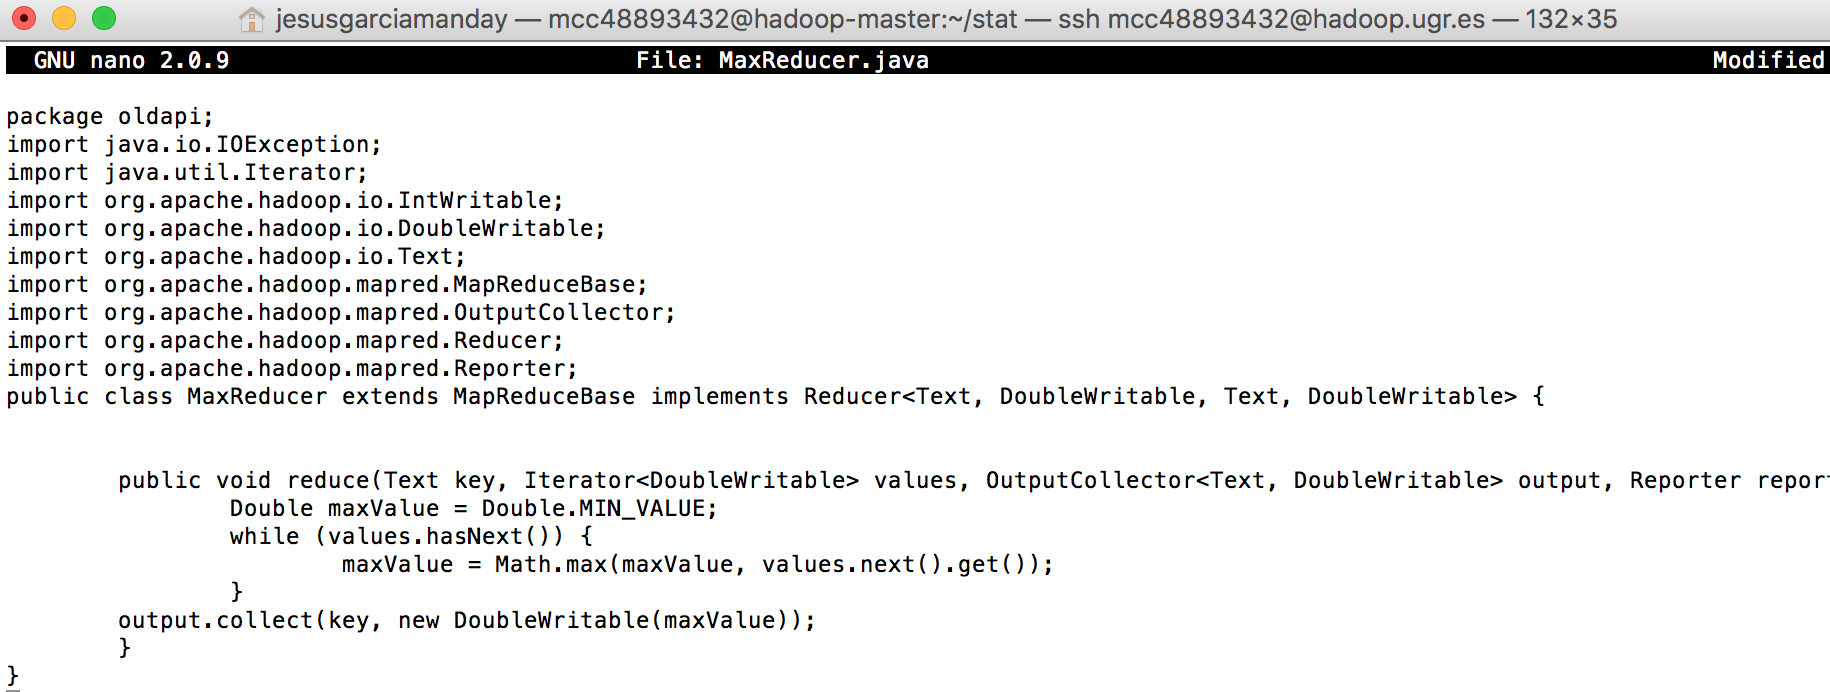 jesusgarciamanday — mcc48893432@hadoop-master:~/stat — ssh mcc48893432@hadoop.ugr.es — 132×35
GNU nano 2.0.9 File: MaxReducer.java Modified
package oldapi;
import java.io.IOException;
import java.util.Iterator;
import org.apache.hadoop.io.IntWritable;
import org.apache.hadoop.io.DoubleWritable;
import org.apache.hadoop.io.Text;
import org.apache.hadoop.mapred.MapReduceBase;
import org.apache.hadoop.mapred.OutputCollector;
import org.apache.hadoop.mapred.Reducer;
import org.apache.hadoop.mapred.Reporter;
public class MaxReducer extends MapReduceBase implements Reducer<Text, DoubleWritable, Text, DoubleWritable> {
public void reduce(Text key, Iterator<DoubleWritable> values, OutputCollector<Text, DoubleWritable> output, Reporter repor
Double maxValue = Double.MIN_VALUE;
while (values.hasNext()) {
maxValue = Math.max(maxValue, values.next().get());
}
output.collect(key, new DoubleWritable(maxValue));
}
}